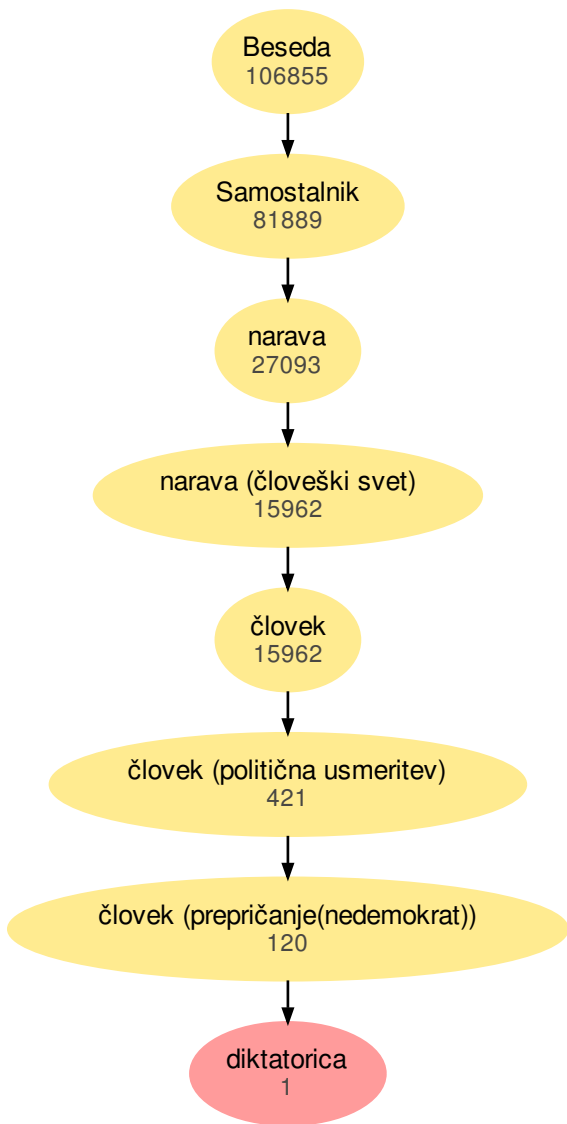 Beseda
106855
Samostalnik
81889
narava
27093
narava (človeški svet)
15962
človek
15962
človek (politična usmeritev)
421
človek (prepričanje(nedemokrat))
120
diktatorica
1